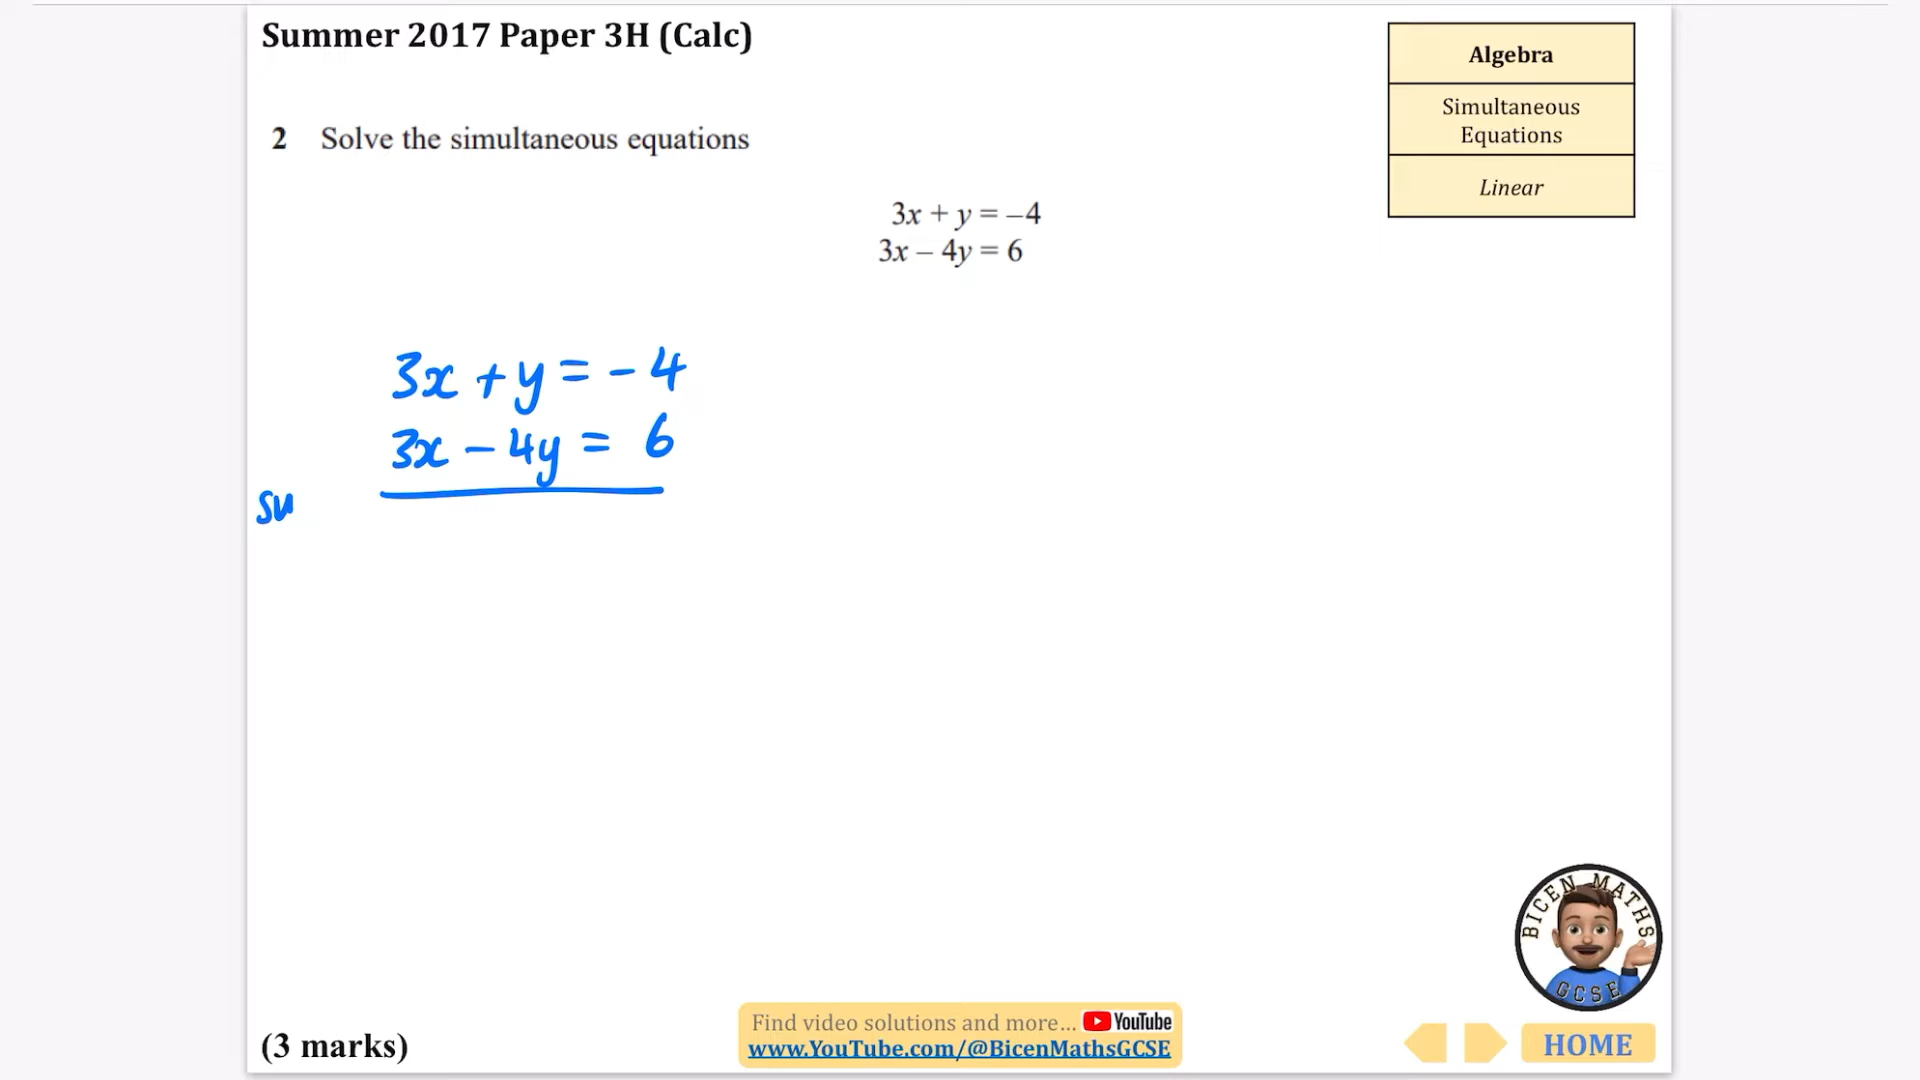 Summer 2017 Paper 3H (Calc)
Algebra
Simultaneous
Equations
Linear
2 Solve the simultaneous equations
3x + y = –4
3x – 4y = 6
3x + y = - 4
3x - 4y = 6
su
BICEN MATHS
GCSE
(3 marks)
Find video solutions and more... YouTube
www.YouTube.com/@BicenMathsGCSE
HOME